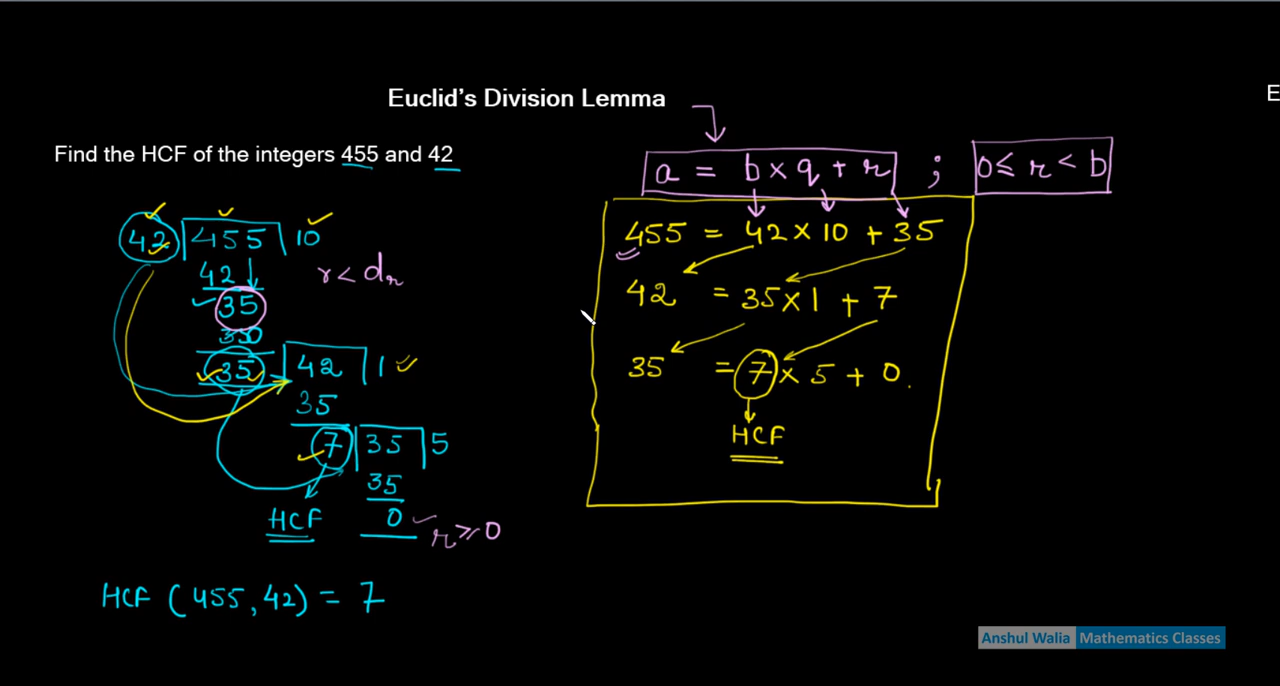 Euclid's Division Lemma
E
Find the HCF of the integers 455 and 42
a = b × q + r ; 0 ≤ r < b
42 455 10
42
35
r < dr
350
35 42 1
35
7 35 5
35
0 r ≥ 0
HCF
HCF (455, 42) = 7
455 = 42 × 10 + 35
42 = 35 × 1 + 7
35 = 7 × 5 + 0
HCF
Anshul Walia Mathematics Classes